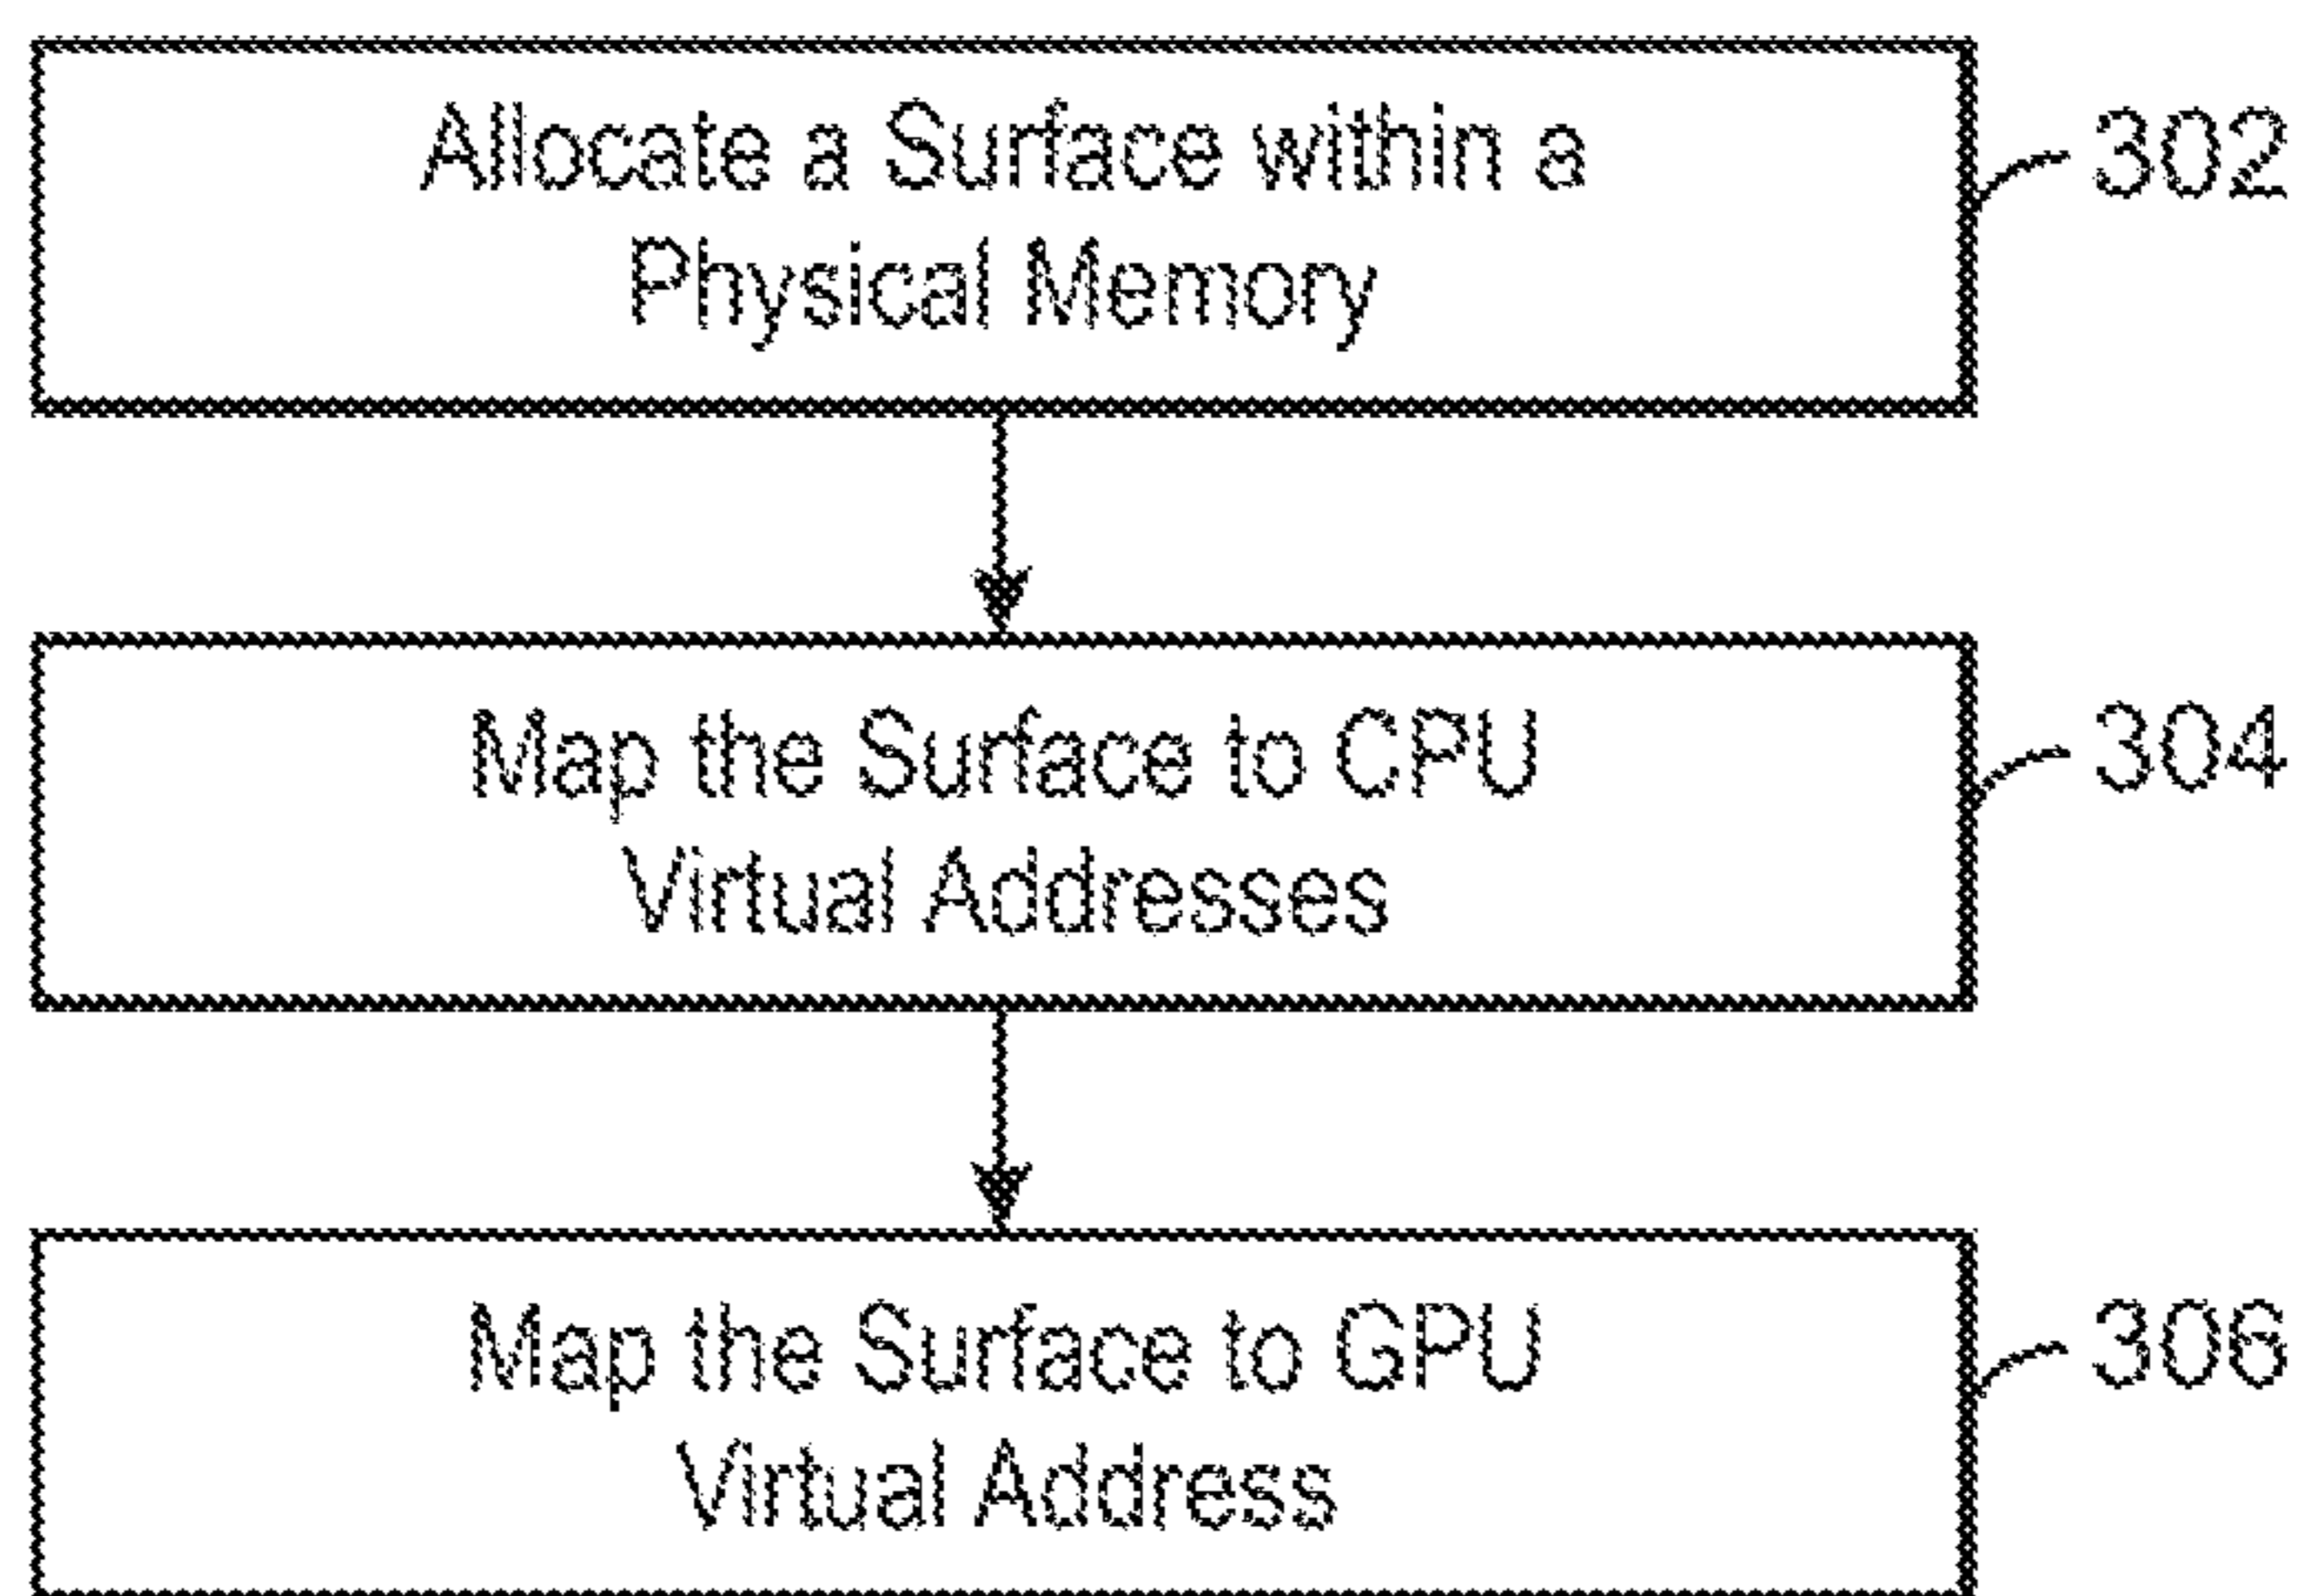 Allocate a Surface within a
Physical Memory
302
Map the Surface to CPU
Virtual Addresses
304
Map the Surface to GPU
Virtual Address
306